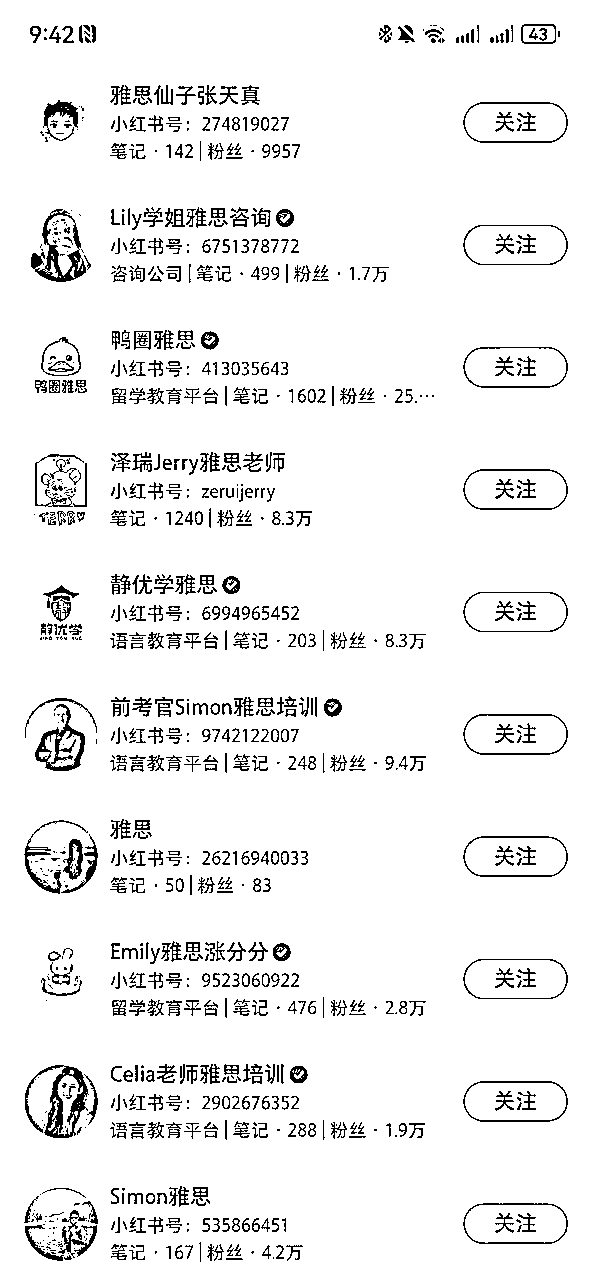 9:42
43
雅思仙子张天真
小红书号：274819027
笔记·142|粉丝·9957
关注
Lily学姐雅思咨询
小红书号：6751378772
咨询公司|笔记·499|粉丝·1.7万
关注
鸭圈雅思
鸭圈雅思
小红书号：413035643
留学教育平台|笔记·1602|粉丝·25.…
关注
泽瑞Jerry雅思老师
小红书号：zeruijerry
笔记·1240|粉丝·8.3万
关注
静优学雅思
静优学
小红书号：6994965452
语言教育平台|笔记·203|粉丝·8.3万
关注
前考官Simon雅思培训
小红书号：9742122007
语言教育平台|笔记·248|粉丝·9.4万
关注
雅思
小红书号：26216940033
笔记·50|粉丝·83
关注
Emily雅思涨分分
小红书号：9523060922
留学教育平台|笔记·476|粉丝·2.8万
关注
Celia老师雅思培训
小红书号：2902676352
语言教育平台|笔记·288|粉丝·1.9万
关注
Simon雅思
小红书号：535866451
笔记·167|粉丝·4.2万
关注